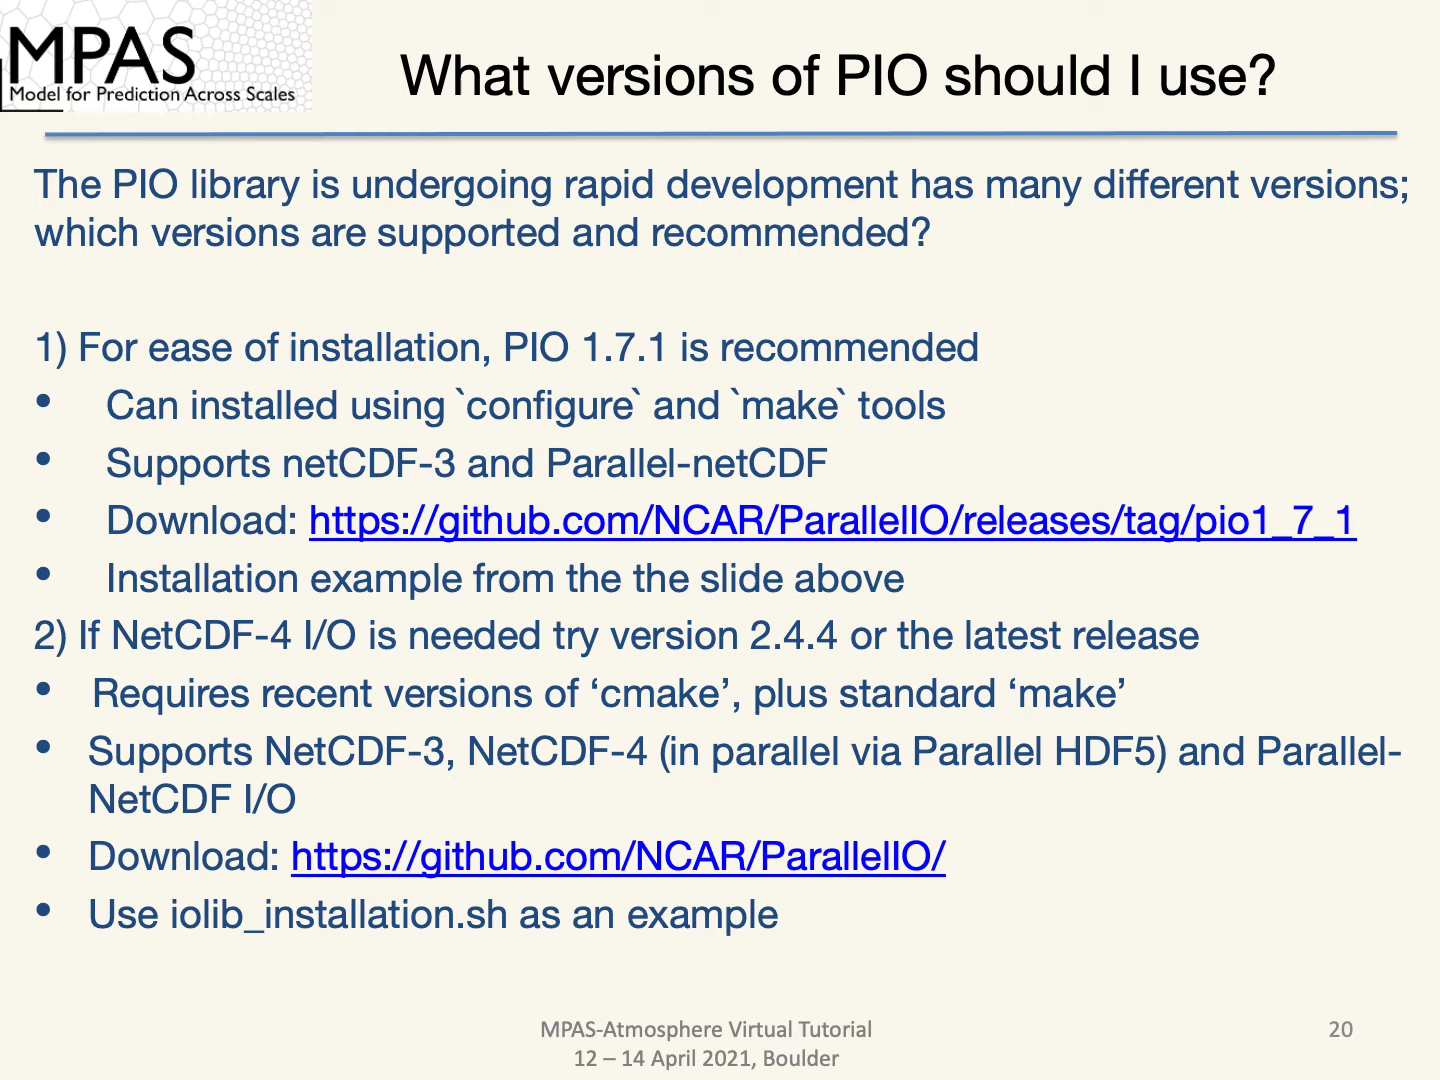 MPAS
Model for Prediction Across Scales
What versions of PIO should I use?
The PIO library is undergoing rapid development has many different versions;
which versions are supported and recommended?
1) For ease of installation, PIO 1.7.1 is recommended
• Can installed using `configure` and `make` tools
• Supports netCDF-3 and Parallel-netCDF
• Download: https://github.com/NCAR/ParallelIO/releases/tag/pio1_7_1
• Installation example from the the slide above
2) If NetCDF-4 I/O is needed try version 2.4.4 or the latest release
• Requires recent versions of ‘cmake’, plus standard ‘make’
• Supports NetCDF-3, NetCDF-4 (in parallel via Parallel HDF5) and Parallel-
NetCDF I/O
• Download: https://github.com/NCAR/ParallelIO/
• Use iolib_installation.sh as an example
MPAS-Atmosphere Virtual Tutorial
12 – 14 April 2021, Boulder
20